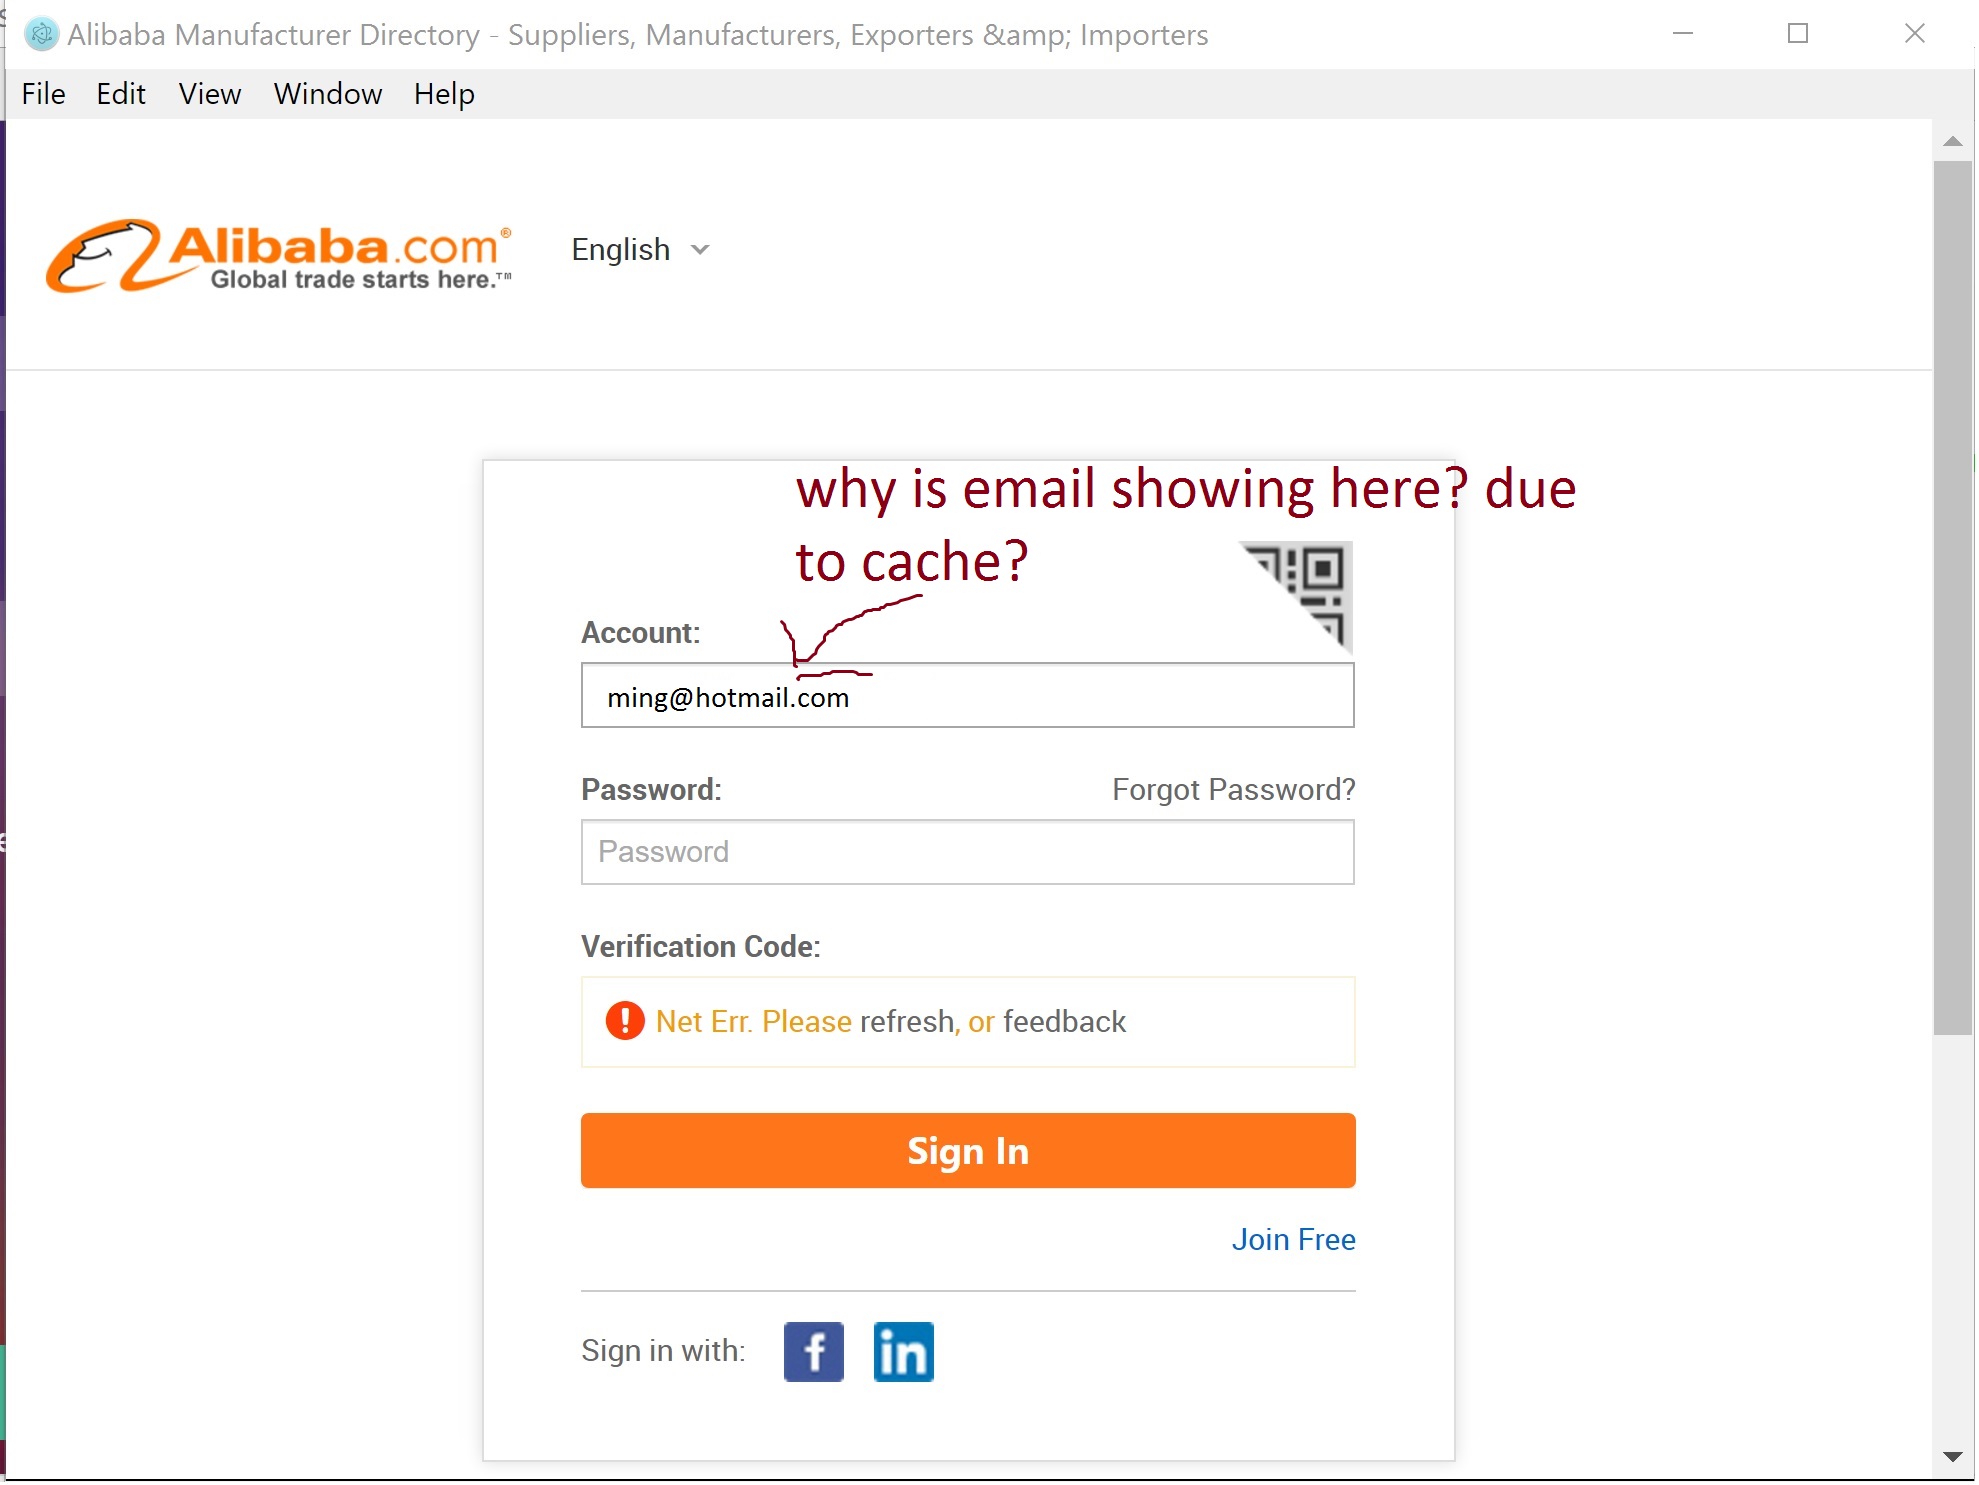 Alibaba Manufacturer Directory - Suppliers, Manufacturers, Exporters &amp; Importers
File Edit View Window Help
Alibaba.com®
Global trade starts here.™
English
why is email showing here? due
to cache?
Account:
ming@hotmail.com
Password: Forgot Password?
Password
Verification Code:
! Net Err. Please refresh, or feedback
Sign In
Join Free
Sign in with: f in